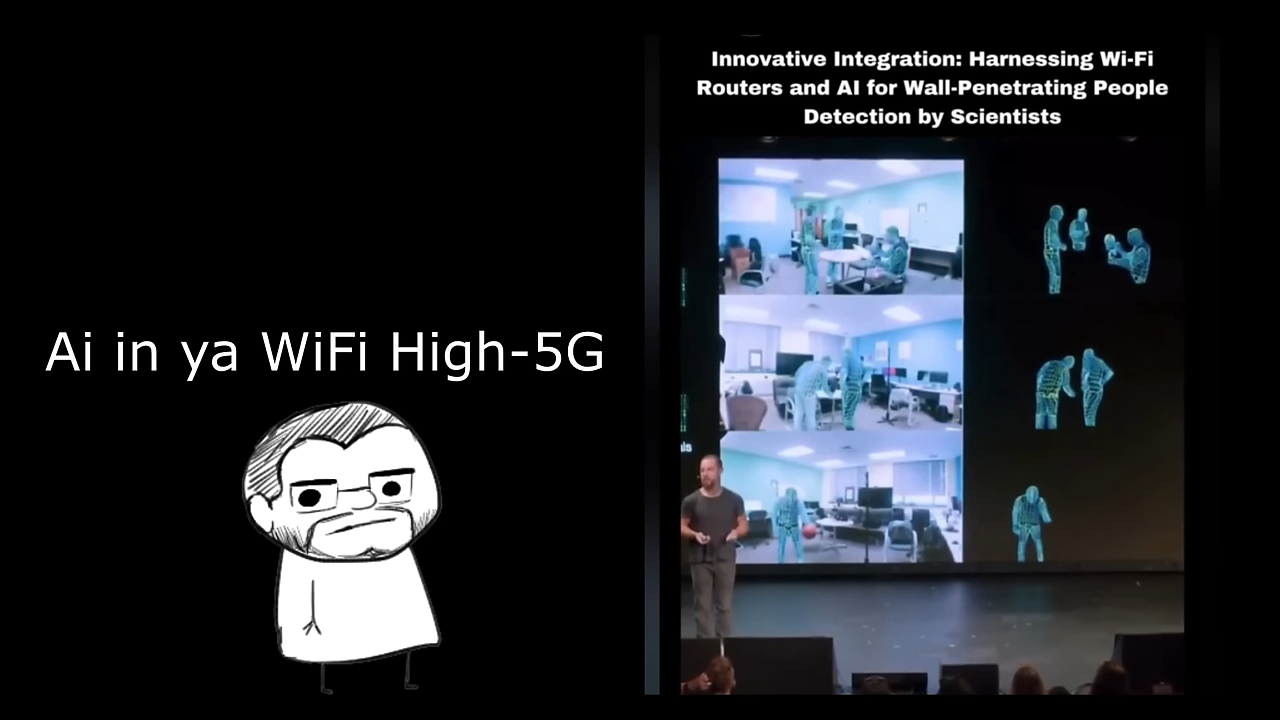 Ai in ya WiFi High-5G
Innovative Integration: Harnessing Wi-Fi
Routers and AI for Wall-Penetrating People
Detection by Scientists